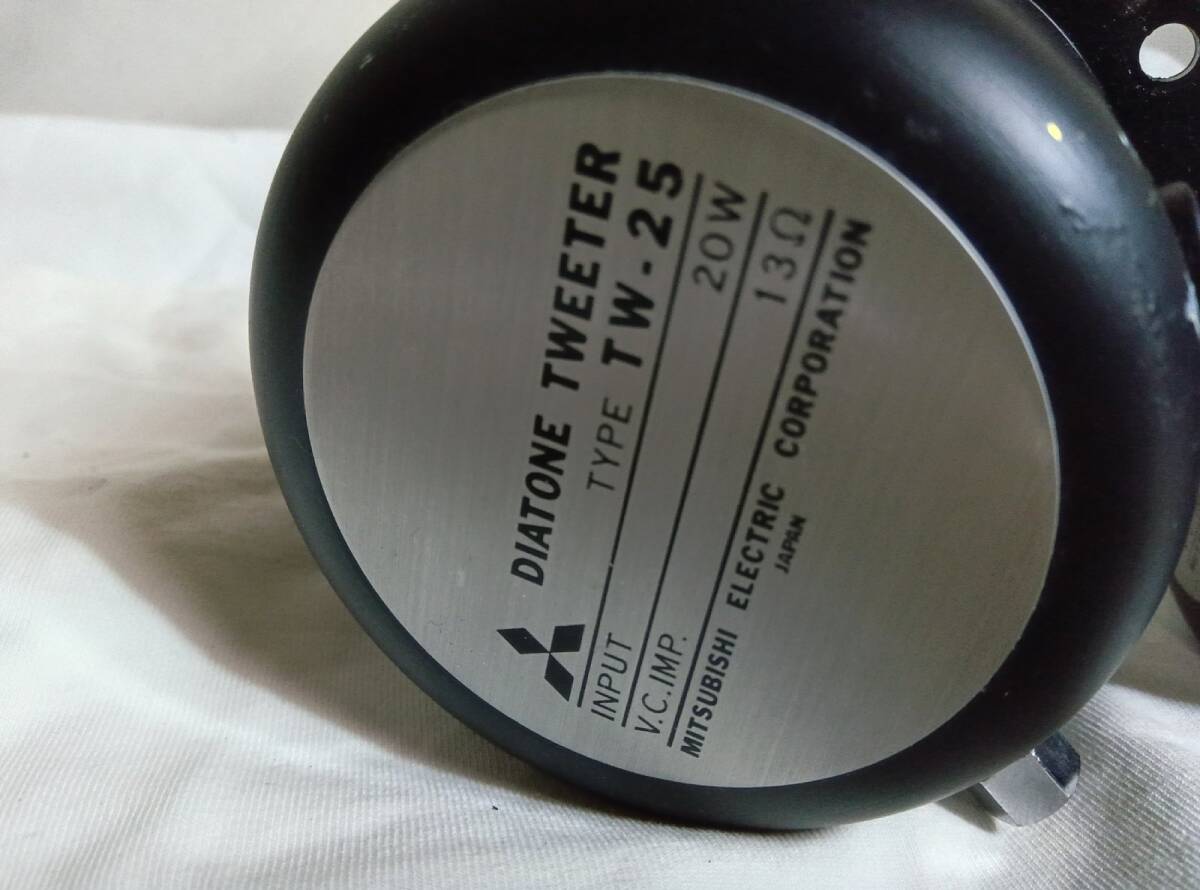 DIATONE TWEETER
TYPE TW-25
INPUT 20W
V.C.IMP. 13Ω
MITSUBISHI ELECTRIC CORPORATION
JAPAN